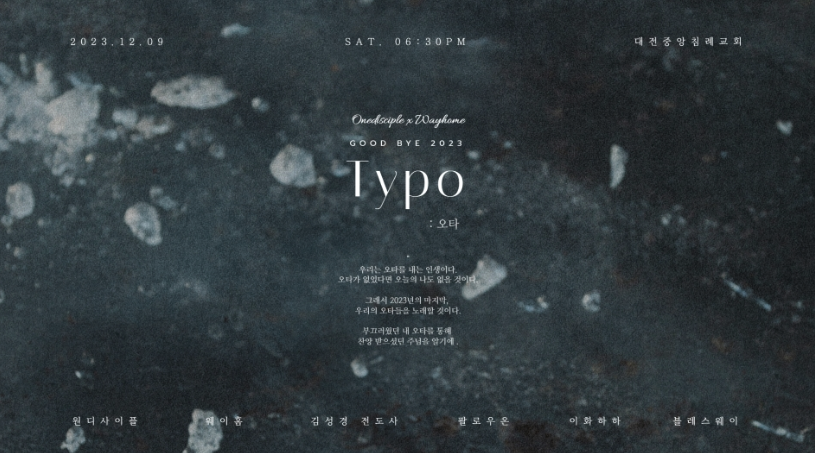 2023.12.09
SAT. 06:30PM
대전중앙침례교회
Onedisciple x Wayhome
GOOD BYE 2023
Typo
: 오타
우리는 오타를 내는 인생이다.
오타가 없었다면 오늘의 나도 없을 것이다.
그래서 2023년의 마지막,
우리의 오타들을 노래할 것이다.
부끄러웠던 내 오타를 통해
찬양 받으셨던 주님을 알기에.
원디사이플
웨이홈
김성경 전도사
팔로우온
이화하하
블레스웨이